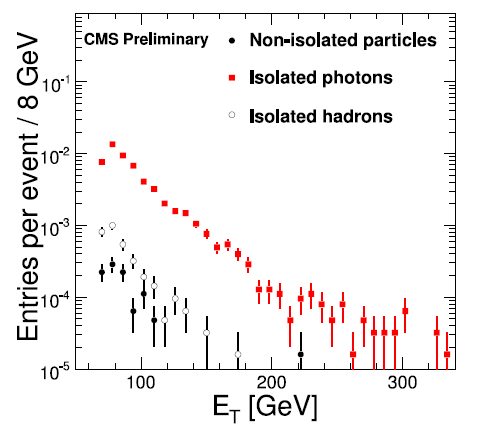 CMS Preliminary
Non-isolated particles
Isolated photons
Isolated hadrons
Entries per event / 8 GeV
10⁻¹
10⁻²
10⁻³
10⁻⁴
10⁻⁵
100 200 300
E_T [GeV]